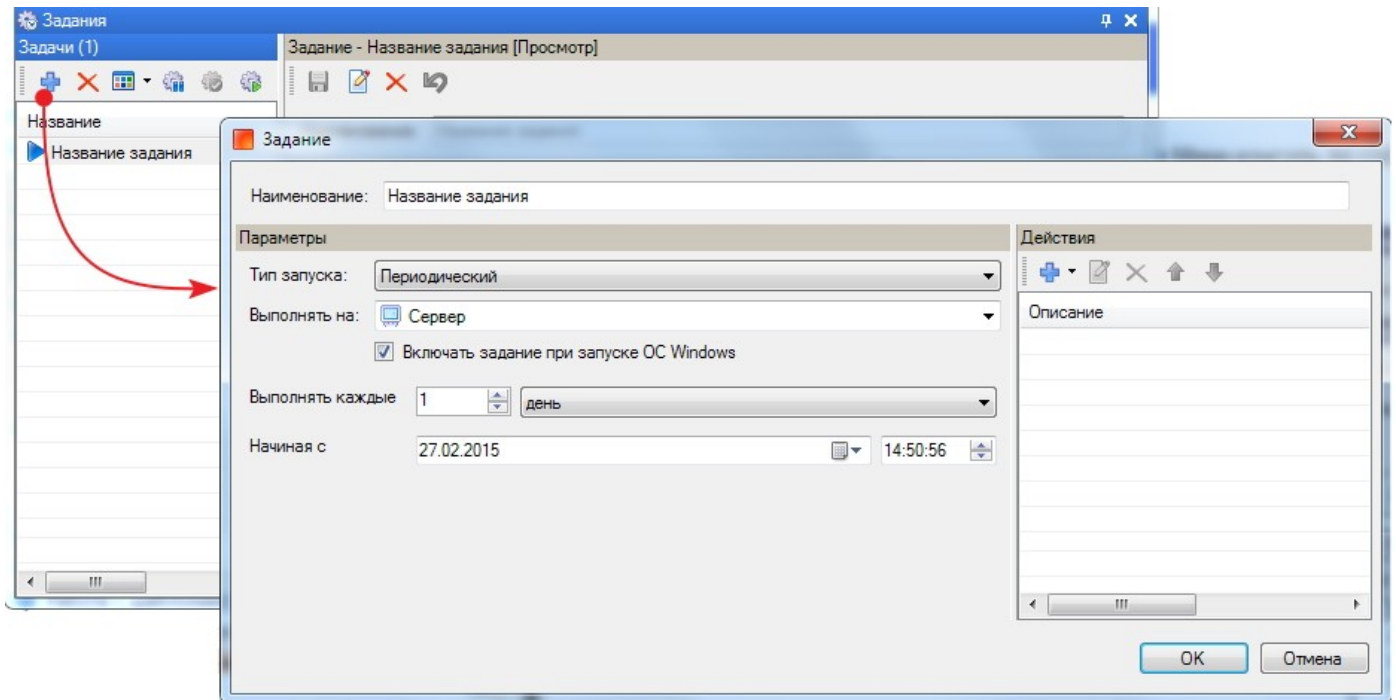 Задания
Задачи (1)
Задание - Название задания [Просмотр]
Название
Название задания
Задание
Наименование: Название задания
Параметры
Действия
Тип запуска: Периодический
Выполнять на: Сервер
Описание
Включать задание при запуске ОС Windows
Выполнять каждые 1 день
Начиная с 27.02.2015 14:50:56
OK
Отмена